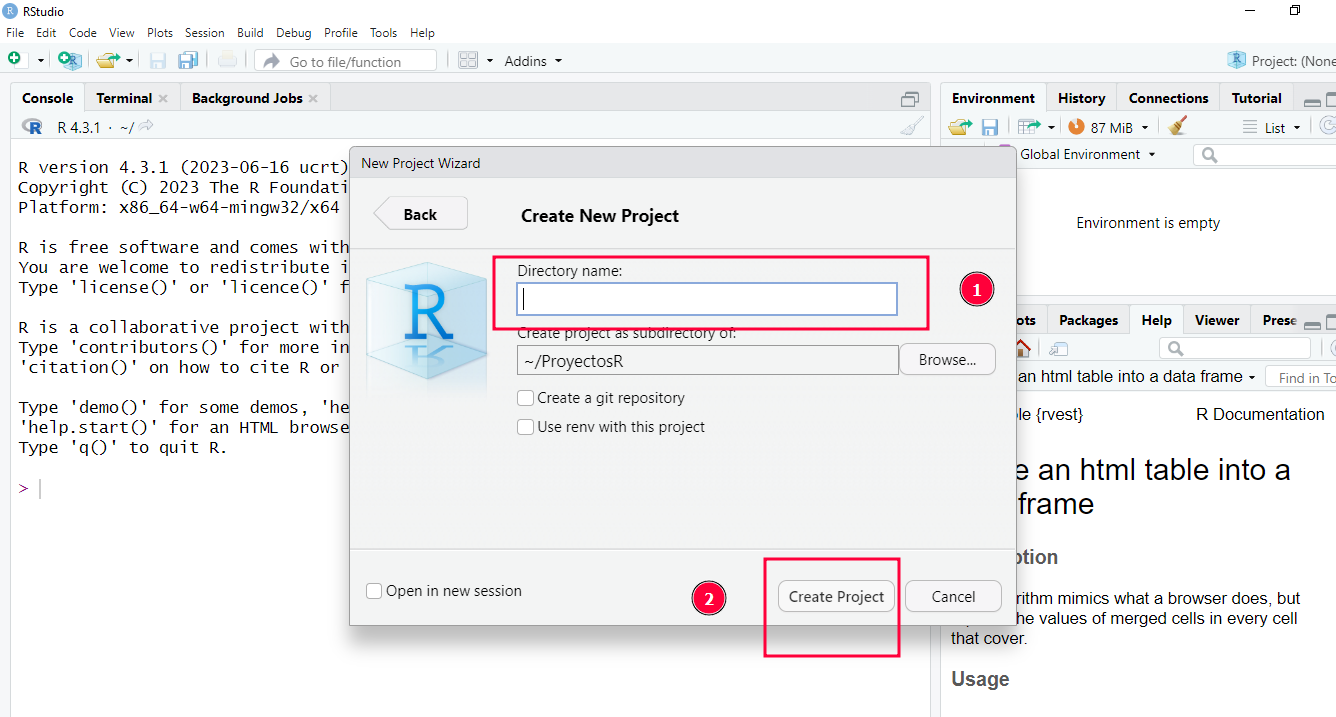 RStudio
File Edit Code View Plots Session Build Debug Profile Tools Help
Go to file/function Addins Project: (None
Console Terminal Background Jobs
R 4.3.1 · ~/
R version 4.3.1 (2023-06-16 ucrt)
Copyright (C) 2023 The R Foundati
Platform: x86_64-w64-mingw32/x64
R is free software and comes with
You are welcome to redistribute i
Type 'license()' or 'licence()' f
R is a collaborative project with
Type 'contributors()' for more in
'citation()' on how to cite R or
Type 'demo()' for some demos, 'he
'help.start()' for an HTML browse
Type 'q()' to quit R.
>
New Project Wizard
Back Create New Project
R
Directory name:
1
Create project as subdirectory of:
~/ProyectosR Browse...
Create a git repository
Use renv with this project
Open in new session
2
Create Project Cancel
Environment History Connections Tutorial
87 MiB List
Global Environment
Environment is empty
ots Packages Help Viewer Prese
an html table into a data frame Find in To
le {rvest} R Documentation
e an html table into a
frame
otion
rithm mimics what a browser does, but
he values of merged cells in every cell
that cover.
Usage